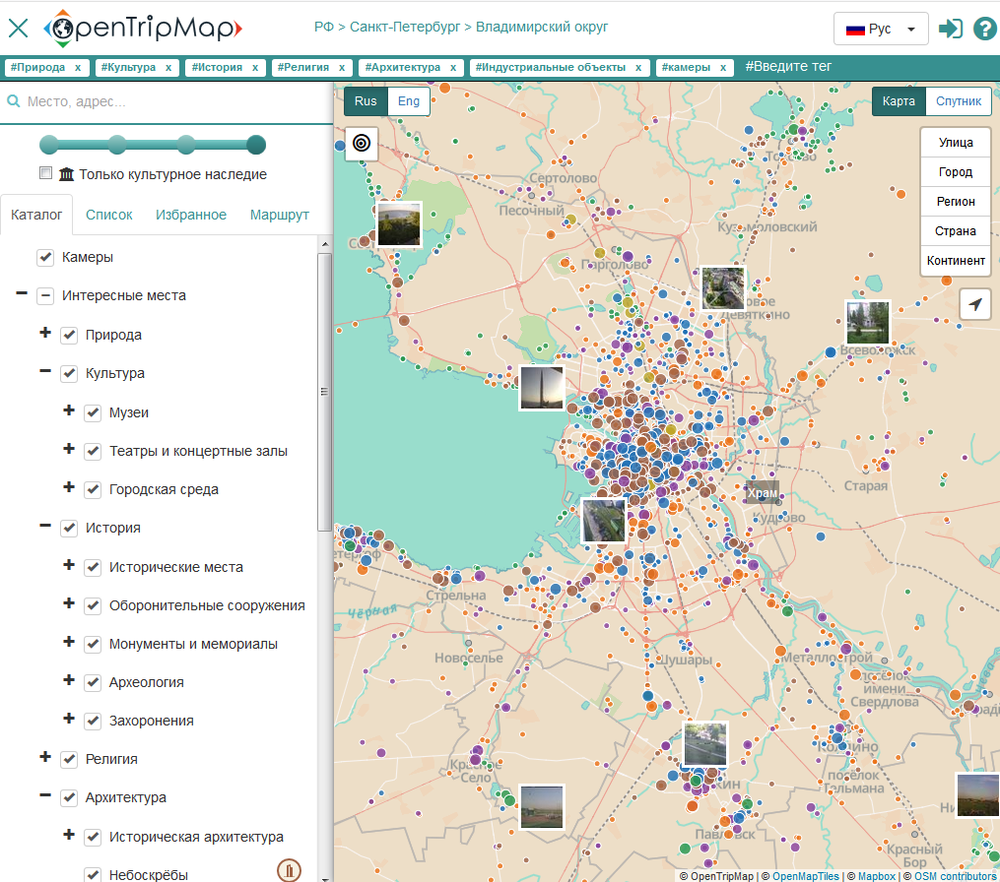 OpenTripMap
РФ > Санкт-Петербург > Владимирский округ
Рус
?
#Природа x #Культура x #История x #Религия x #Архитектура x #Индустриальные объекты x #камеры x #Введите тег
Место, адрес...
Только культурное наследие
Каталог Список Избранное Маршрут
Камеры
Интересные места
Природа
Культура
Музеи
Театры и концертные залы
Городская среда
История
Исторические места
Оборонительные сооружения
Монументы и мемориалы
Археология
Захоронения
Религия
Архитектура
Историческая архитектура
Небоскрёбы
Rus Eng
Карта Спутник
Улица
Город
Регион
Страна
Континент
Сертолово
Песочный
Кузьмоловский
Парголово
Девяткино
Всеволожск
Храм
Старая
Кудрово
Стрельна
Чёрная
Новоселье
Шушары
Металлострой
посёлок
имени
Свердлова
Нева
Колпино
Красное
Село
посёлок
Тельмана
Павловск
Красный
Бор
© OpenTripMap | © OpenMapTiles | © Mapbox | © OSM contributors